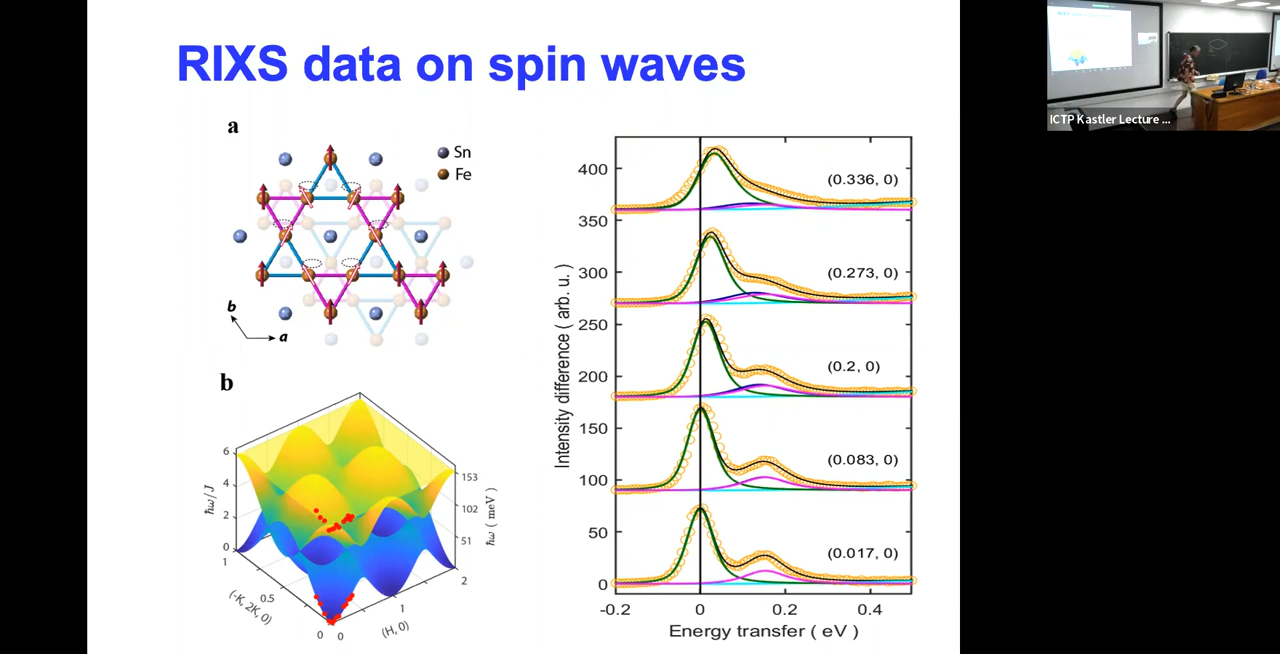 RIXS data on spin waves
a
Sn
Fe
b
a
b
6
4
2
0
ħω/J
153
102
51
ħω ( meV )
1
0.5
0
(-K, 2K, 0)
0
1
2
(H, 0)
Intensity difference ( arb. u. )
400
350
300
250
200
150
100
50
0
(0.336, 0)
(0.273, 0)
(0.2, 0)
(0.083, 0)
(0.017, 0)
-0.2
0
0.2
0.4
Energy transfer ( eV )
ICTP Kastler Lecture ...